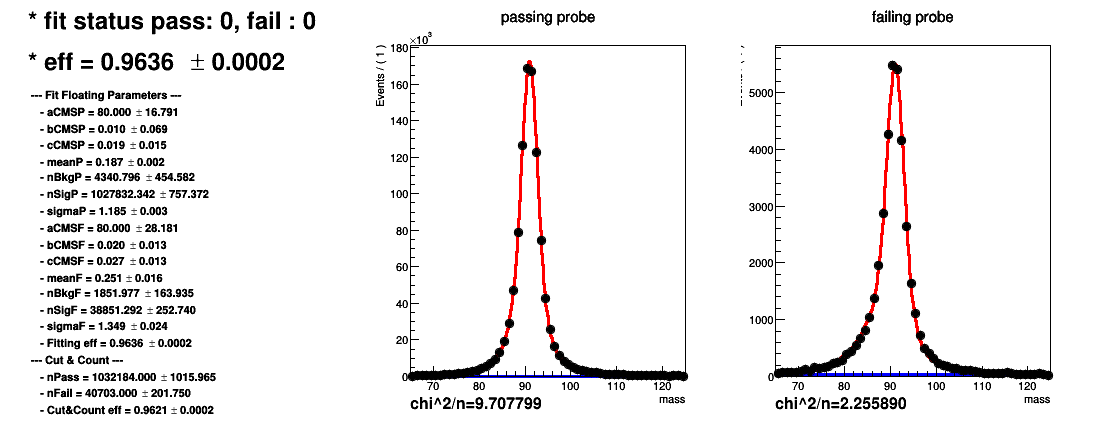 * fit status pass: 0, fail : 0
* eff = 0.9636 ± 0.0002
--- Fit Floating Parameters ---
- aCMSP = 80.000 ± 16.791
- bCMSP = 0.010 ± 0.069
- cCMSP = 0.019 ± 0.015
- meanP = 0.187 ± 0.002
- nBkgP = 4340.796 ± 454.582
- nSigP = 1027832.342 ± 757.372
- sigmaP = 1.185 ± 0.003
- aCMSF = 80.000 ± 28.181
- bCMSF = 0.020 ± 0.013
- cCMSF = 0.027 ± 0.013
- meanF = 0.251 ± 0.016
- nBkgF = 1851.977 ± 163.935
- nSigF = 38851.292 ± 252.740
- sigmaF = 1.349 ± 0.024
- Fitting eff = 0.9636 ± 0.0002
--- Cut & Count ---
- nPass = 1032184.000 ± 1015.965
- nFail = 40703.000 ± 201.750
- Cut&Count eff = 0.9621 ± 0.0002
passing probe
×10³
Events / ( 1 )
180
160
140
120
100
80
60
40
20
0
70 80 90 100 110 120
mass
chi^2/n=9.707799
failing probe
5000
4000
3000
2000
1000
0
70 80 90 100 110 120
mass
chi^2/n=2.255890